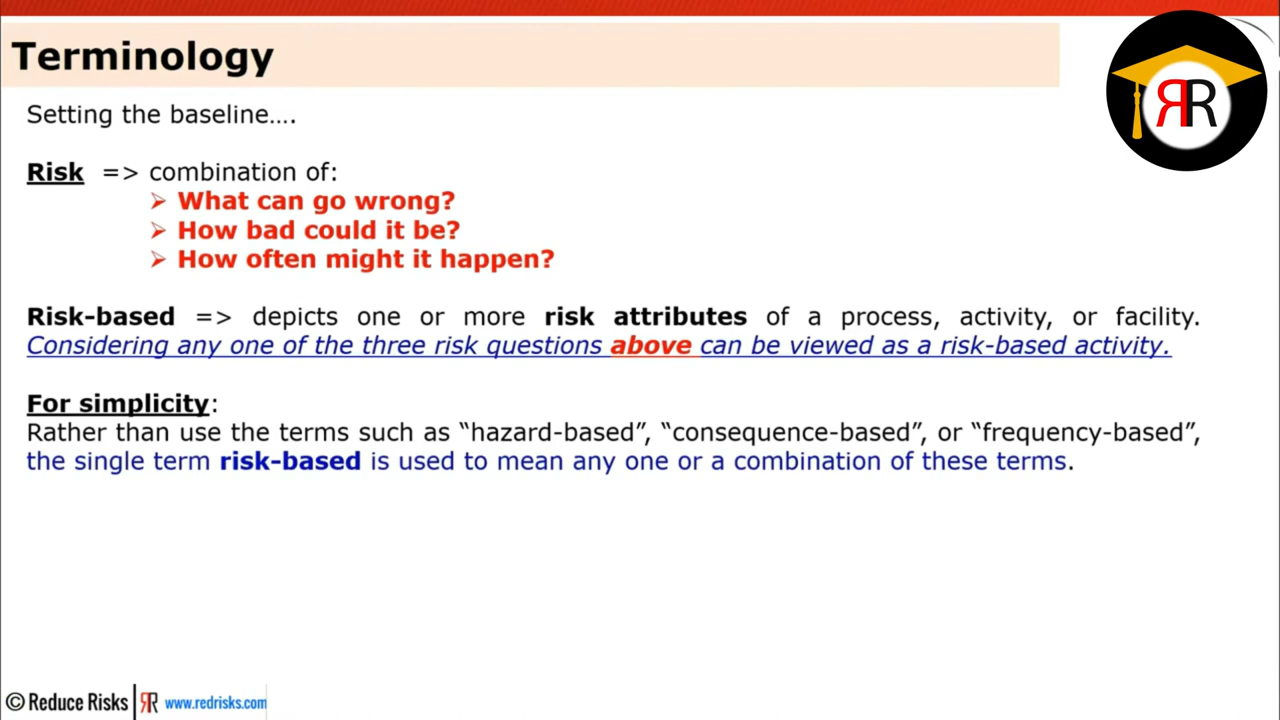 Terminology
ЯR
Setting the baseline….
Risk => combination of:
➢ What can go wrong?
➢ How bad could it be?
➢ How often might it happen?
Risk-based => depicts one or more risk attributes of a process, activity, or facility.
Considering any one of the three risk questions above can be viewed as a risk-based activity.
For simplicity:
Rather than use the terms such as “hazard-based”, “consequence-based”, or “frequency-based”,
the single term risk-based is used to mean any one or a combination of these terms.
© Reduce Risks | ЯR www.redrisks.com